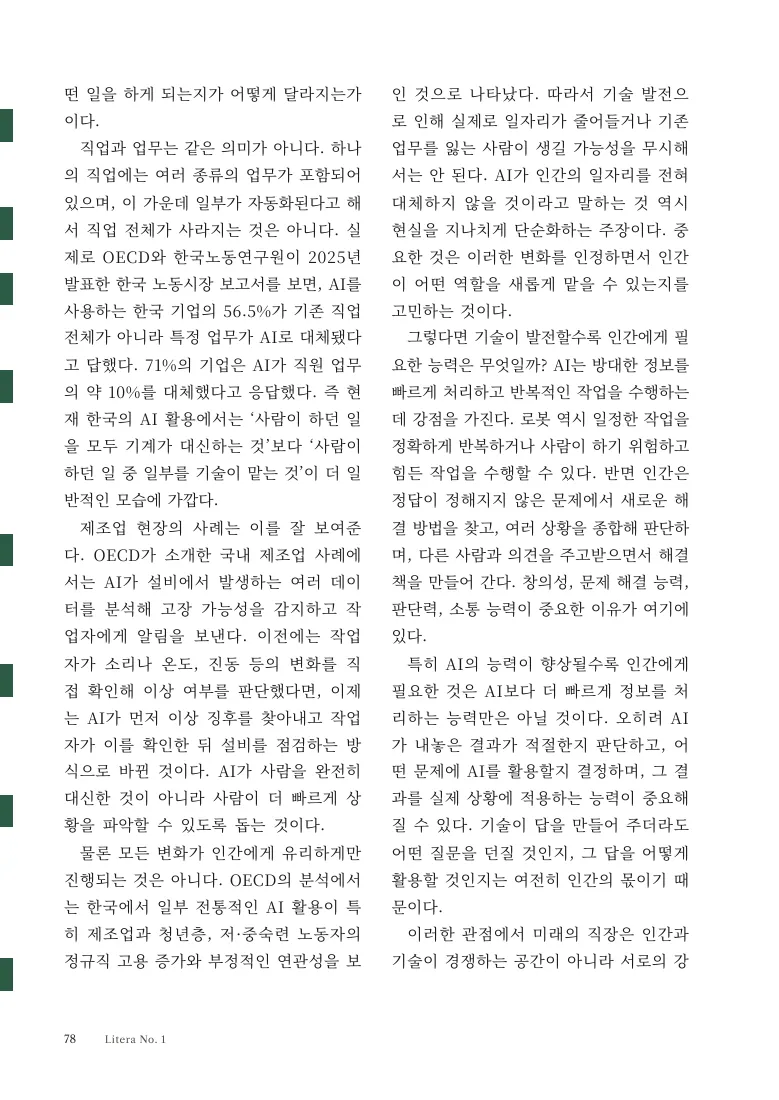 떤 일을 하게 되는지가 어떻게 달라지는가
이다.
직업과 업무는 같은 의미가 아니다. 하나
의 직업에는 여러 종류의 업무가 포함되어
있으며, 이 가운데 일부가 자동화된다고 해
서 직업 전체가 사라지는 것은 아니다. 실
제로 OECD와 한국노동연구원이 2025년
발표한 한국 노동시장 보고서를 보면, AI를
사용하는 한국 기업의 56.5%가 기존 직업
전체가 아니라 특정 업무가 AI로 대체됐다
고 답했다. 71%의 기업은 AI가 직원 업무
의 약 10%를 대체했다고 응답했다. 즉 현
재 한국의 AI 활용에서는 ‘사람이 하던 일
을 모두 기계가 대신하는 것’보다 ‘사람이
하던 일 중 일부를 기술이 맡는 것’이 더 일
반적인 모습에 가깝다.
제조업 현장의 사례는 이를 잘 보여준
다. OECD가 소개한 국내 제조업 사례에
서는 AI가 설비에서 발생하는 여러 데이
터를 분석해 고장 가능성을 감지하고 작
업자에게 알림을 보낸다. 이전에는 작업
자가 소리나 온도, 진동 등의 변화를 직
접 확인해 이상 여부를 판단했다면, 이제
는 AI가 먼저 이상 징후를 찾아내고 작업
자가 이를 확인한 뒤 설비를 점검하는 방
식으로 바뀐 것이다. AI가 사람을 완전히
대신한 것이 아니라 사람이 더 빠르게 상
황을 파악할 수 있도록 돕는 것이다.
물론 모든 변화가 인간에게 유리하게만
진행되는 것은 아니다. OECD의 분석에서
는 한국에서 일부 전통적인 AI 활용이 특
히 제조업과 청년층, 저·중숙련 노동자의
정규직 고용 증가와 부정적인 연관성을 보
인 것으로 나타났다. 따라서 기술 발전으
로 인해 실제로 일자리가 줄어들거나 기존
업무를 잃는 사람이 생길 가능성을 무시해
서는 안 된다. AI가 인간의 일자리를 전혀
대체하지 않을 것이라고 말하는 것 역시
현실을 지나치게 단순화하는 주장이다. 중
요한 것은 이러한 변화를 인정하면서 인간
이 어떤 역할을 새롭게 맡을 수 있는지를
고민하는 것이다.
그렇다면 기술이 발전할수록 인간에게 필
요한 능력은 무엇일까? AI는 방대한 정보를
빠르게 처리하고 반복적인 작업을 수행하는
데 강점을 가진다. 로봇 역시 일정한 작업을
정확하게 반복하거나 사람이 하기 위험하고
힘든 작업을 수행할 수 있다. 반면 인간은
정답이 정해지지 않은 문제에서 새로운 해
결 방법을 찾고, 여러 상황을 종합해 판단하
며, 다른 사람과 의견을 주고받으면서 해결
책을 만들어 간다. 창의성, 문제 해결 능력,
판단력, 소통 능력이 중요한 이유가 여기에
있다.
특히 AI의 능력이 향상될수록 인간에게
필요한 것은 AI보다 더 빠르게 정보를 처
리하는 능력만은 아닐 것이다. 오히려 AI
가 내놓은 결과가 적절한지 판단하고, 어
떤 문제에 AI를 활용할지 결정하며, 그 결
과를 실제 상황에 적용하는 능력이 중요해
질 수 있다. 기술이 답을 만들어 주더라도
어떤 질문을 던질 것인지, 그 답을 어떻게
활용할 것인지는 여전히 인간의 몫이기 때
문이다.
이러한 관점에서 미래의 직장은 인간과
기술이 경쟁하는 공간이 아니라 서로의 강
78 Litera No. 1